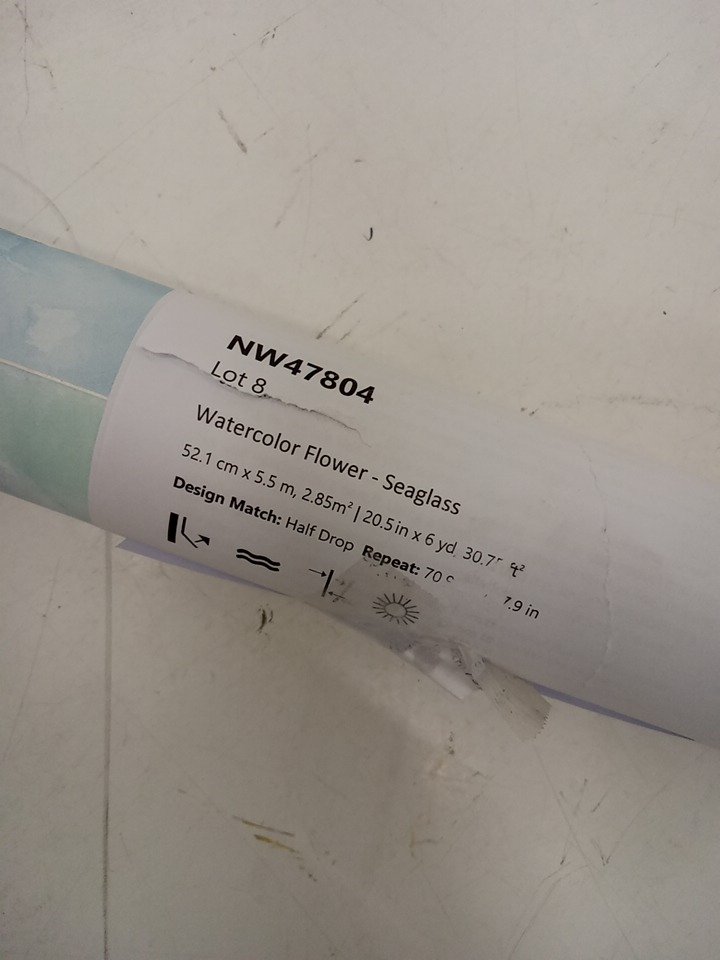 NW47804
Lot 8
Watercolor Flower - Seaglass
52.1 cm x 5.5 m, 2.85m² | 20.5 in x 6 yd, 30.7
Design Match: Half Drop Repeat: 70 7.9 in